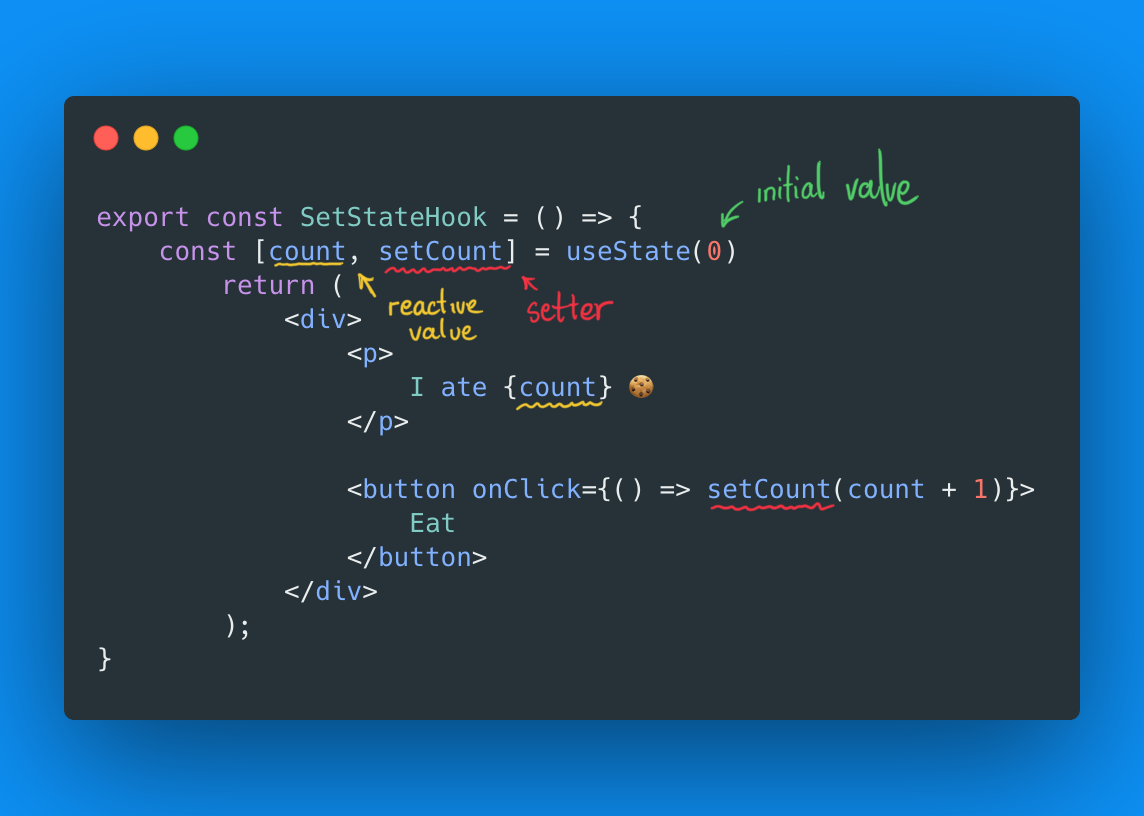 initial value
export const SetStateHook = () => {
    const [count, setCount] = useState(0)
        return (
reactive
value
setter
            <div>
                <p>
                    I ate {count} 🍪
                </p>

                <button onClick={() => setCount(count + 1)}>
                    Eat
                </button>
            </div>
        );
}